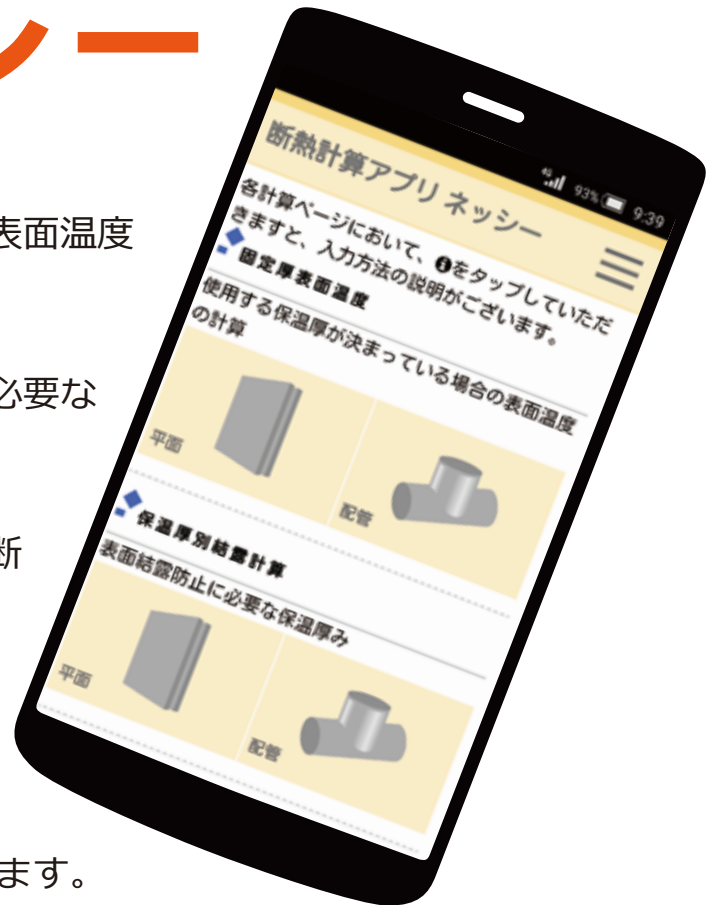 シー
表面温度
必要な
断
ます。
4G 93% 9:39
断熱計算アプリ ネッシー
各計算ページにおいて、iをタップしていただ
きますと、入力方法の説明がございます。
固定厚表面温度
使用する保温厚が決まっている場合の表面温度
の計算
平面
配管
保温厚別結露計算
表面結露防止に必要な保温厚み
平面
配管